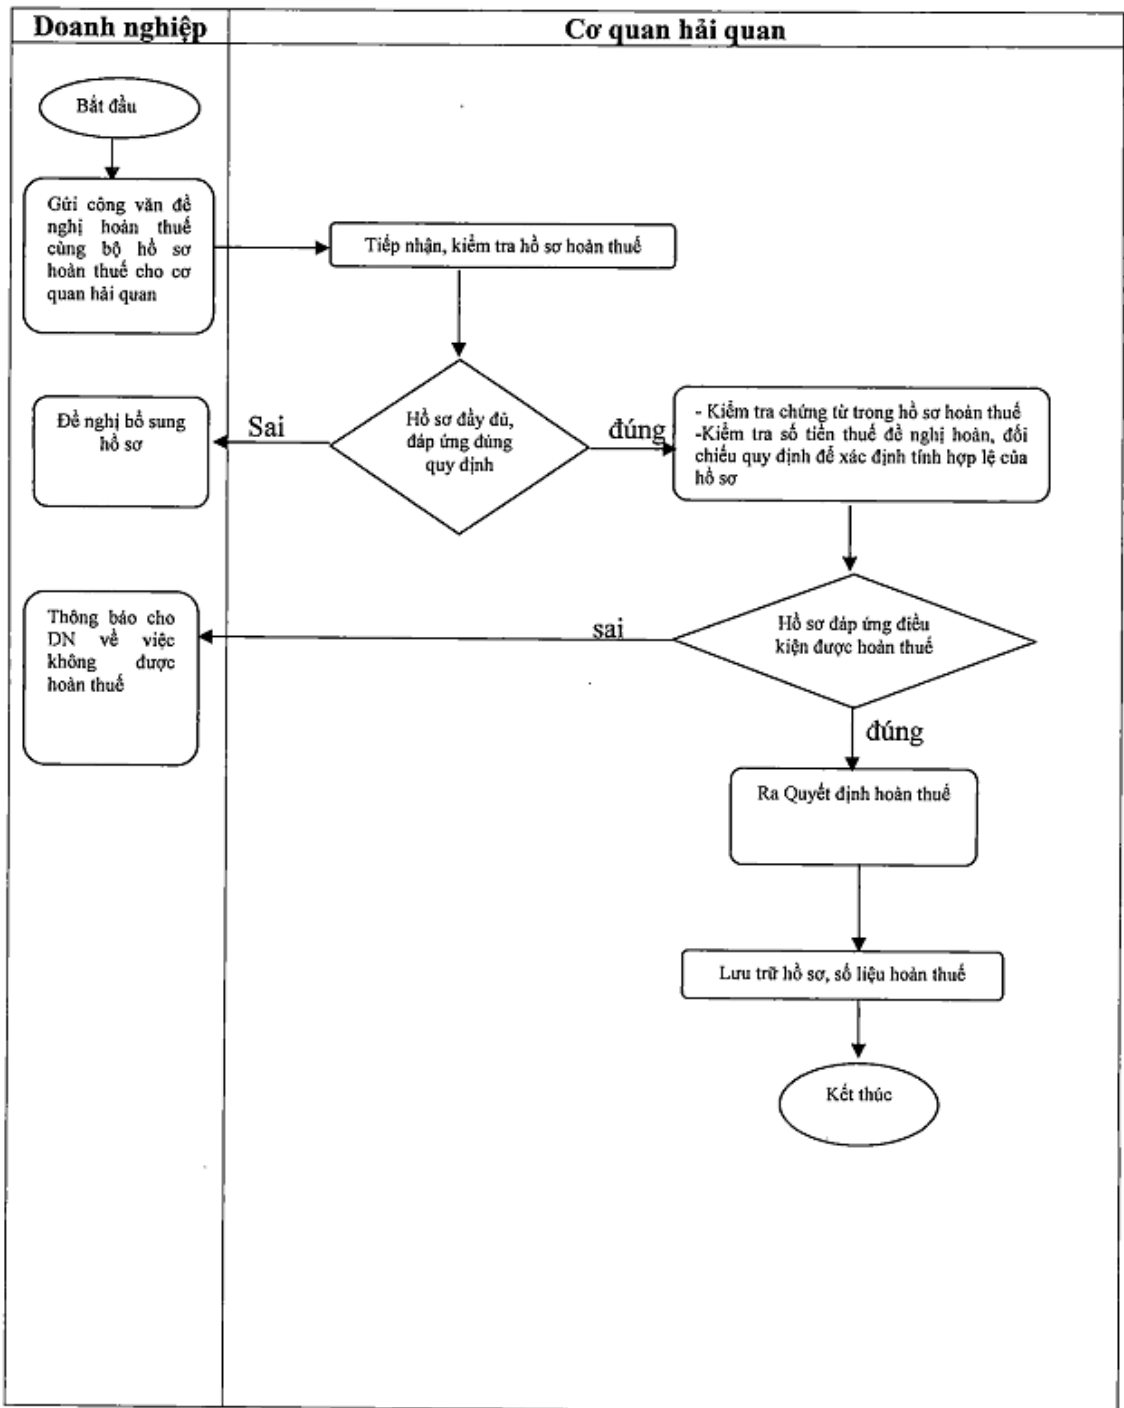 Doanh nghiệp
Cơ quan hải quan
Bắt đầu
Gửi công văn đề
nghị hoàn thuế
cùng bộ hồ sơ
hoàn thuế cho cơ
quan hải quan
Tiếp nhận, kiểm tra hồ sơ hoàn thuế
Hồ sơ đầy đủ,
đáp ứng đúng
quy định
Sai
Đề nghị bổ sung
hồ sơ
đúng
- Kiểm tra chứng từ trong hồ sơ hoàn thuế
-Kiểm tra số tiền thuế đề nghị hoàn, đối
chiếu quy định để xác định tính hợp lệ của
hồ sơ
Hồ sơ đáp ứng điều
kiện được hoàn thuế
sai
Thông báo cho
DN về việc
không được
hoàn thuế
đúng
Ra Quyết định hoàn thuế
Lưu trữ hồ sơ, số liệu hoàn thuế
Kết thúc